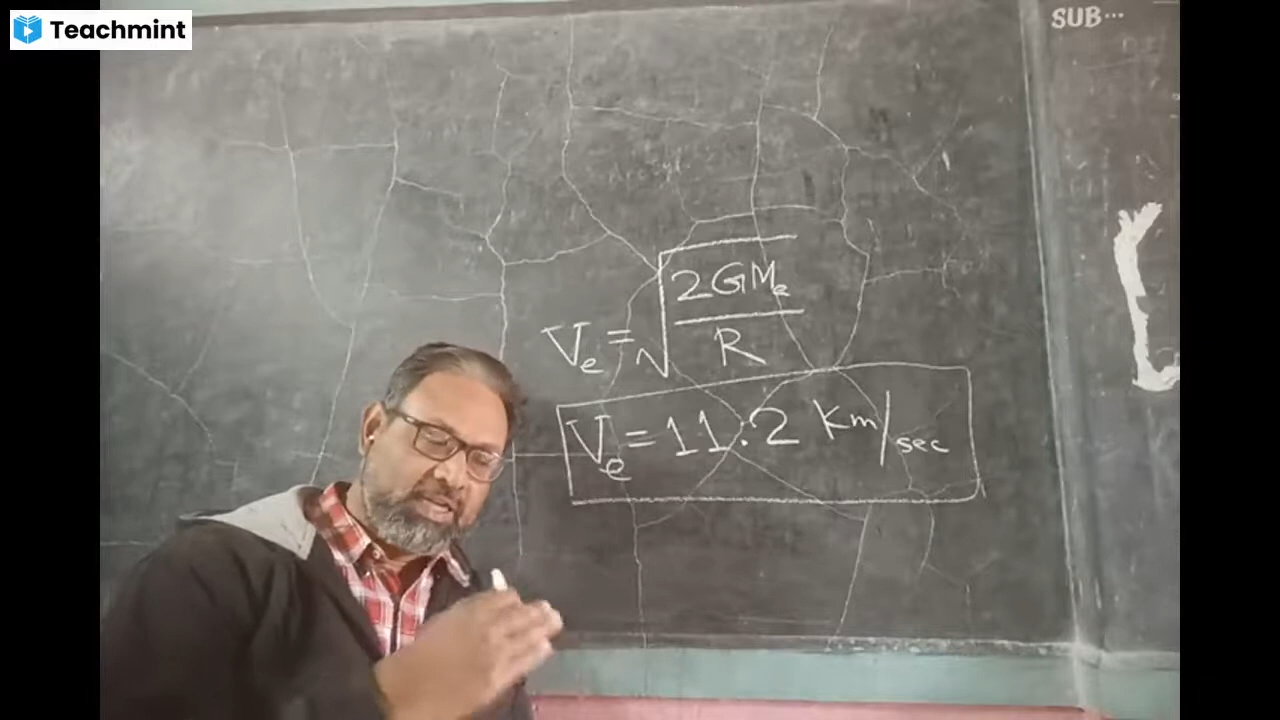 Teachmint
SUB...
Ve = √(2GMe/R)
Ve = 11.2 Km/sec